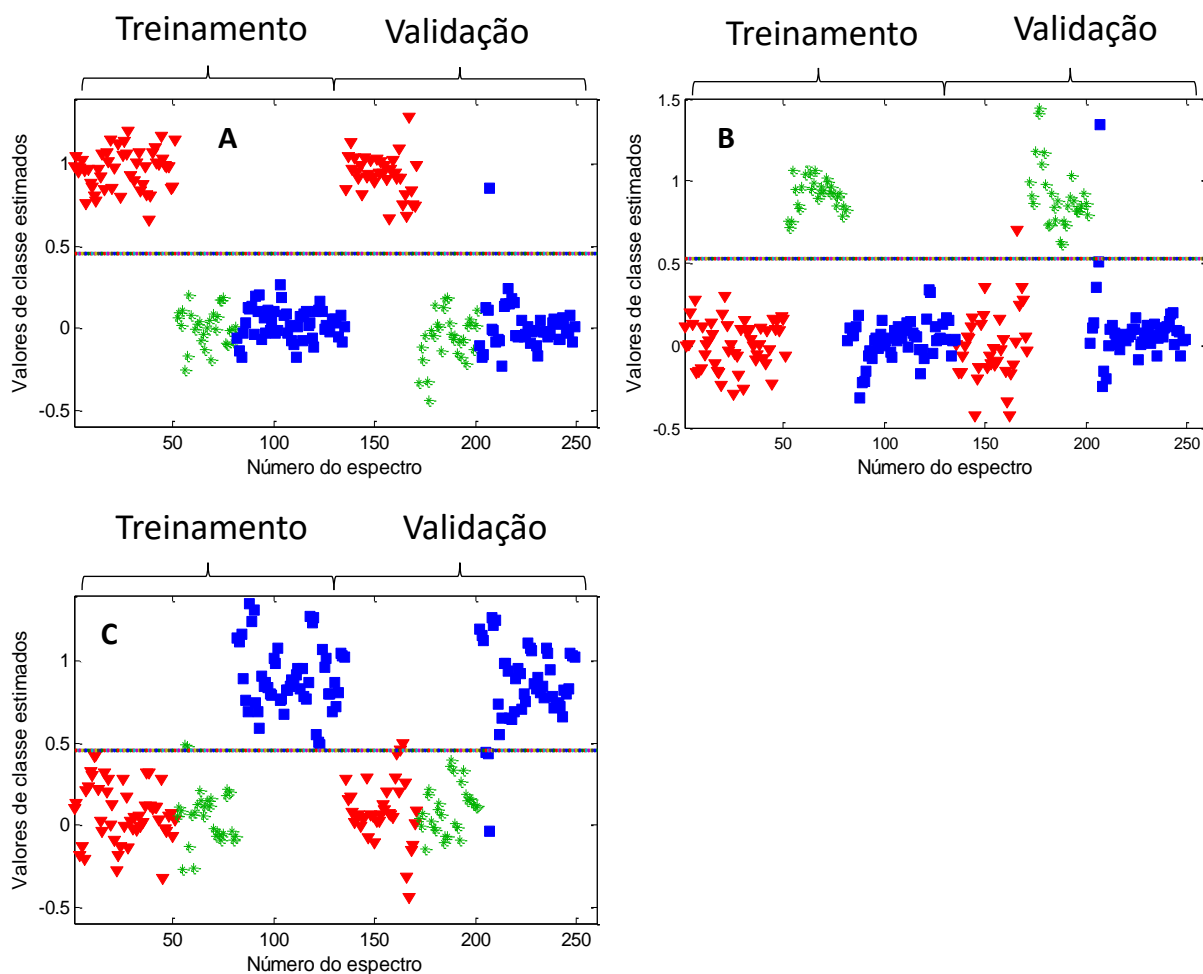 Treinamento
Validação
A
1
0.5
0
-0.5
50
100
150
200
250
Número do espectro
Valores de classe estimados
Treinamento
Validação
B
1.5
1
0.5
0
-0.5
50
100
150
200
250
Número do espectro
Valores de classe estimados
Treinamento
Validação
C
1
0.5
0
-0.5
50
100
150
200
250
Número do espectro
Valores de classe estimados